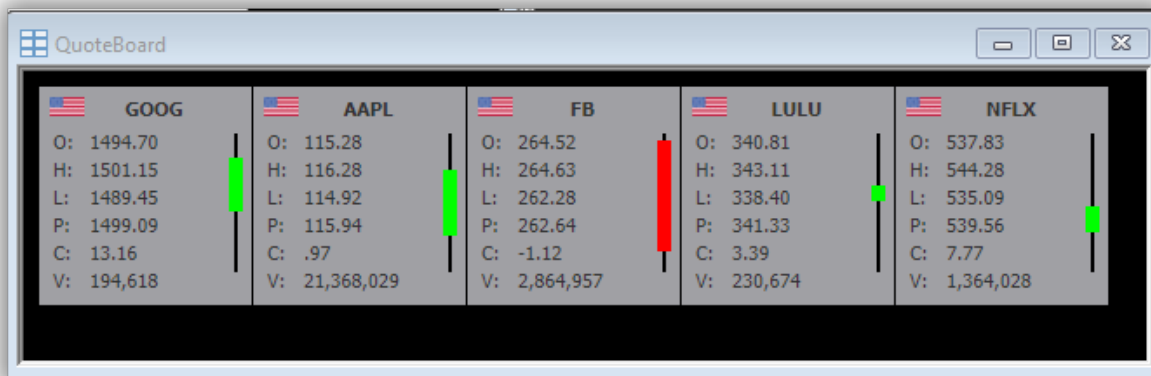 QuoteBoard
GOOG
O: 1494.70
H: 1501.15
L: 1489.45
P: 1499.09
C: 13.16
V: 194,618
AAPL
O: 115.28
H: 116.28
L: 114.92
P: 115.94
C: .97
V: 21,368,029
FB
O: 264.52
H: 264.63
L: 262.28
P: 262.64
C: -1.12
V: 2,864,957
LULU
O: 340.81
H: 343.11
L: 338.40
P: 341.33
C: 3.39
V: 230,674
NFLX
O: 537.83
H: 544.28
L: 535.09
P: 539.56
C: 7.77
V: 1,364,028